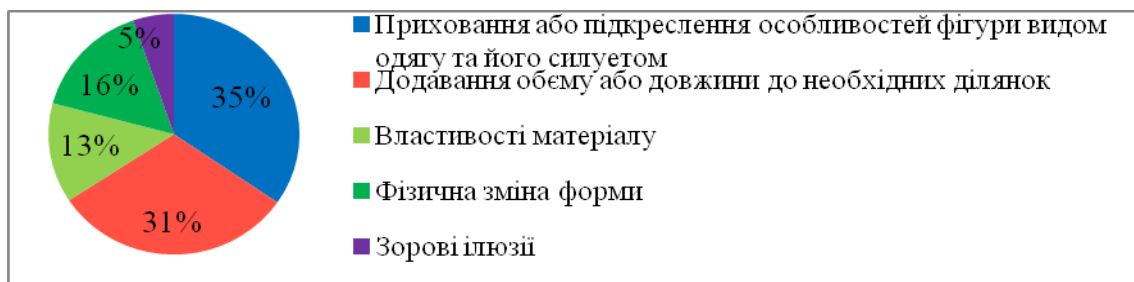 5%
16%
35%
13%
31%
Приховання або підкреслення особливостей фігури видом
одягу та його силуетом
Додавання обєму або довжини до необхідних ділянок
Властивості матеріалу
Фізична зміна форми
Зорові ілюзії